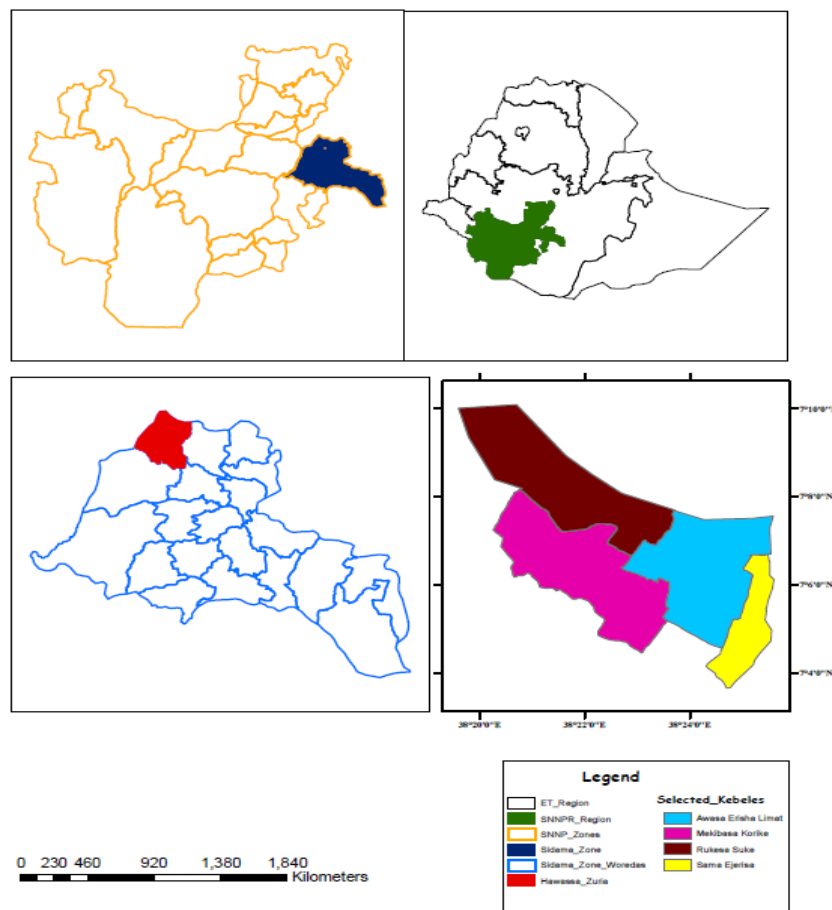 7°10'0"N
7°8'0"N
7°6'0"N
7°4'0"N
38°20'0"E 38°22'0"E 38°24'0"E
Legend
ET_Region
SNNPR_Region
SNNP_Zones
Sidama_Zone
Sidama_Zone_Woredas
Hawassa_Zuria
Selected_Kebeles
Awasa Erisha Limat
Mekibasa Korike
Rukesa Suke
Sama Ejerisa
0 230 460 920 1,380 1,840
Kilometers